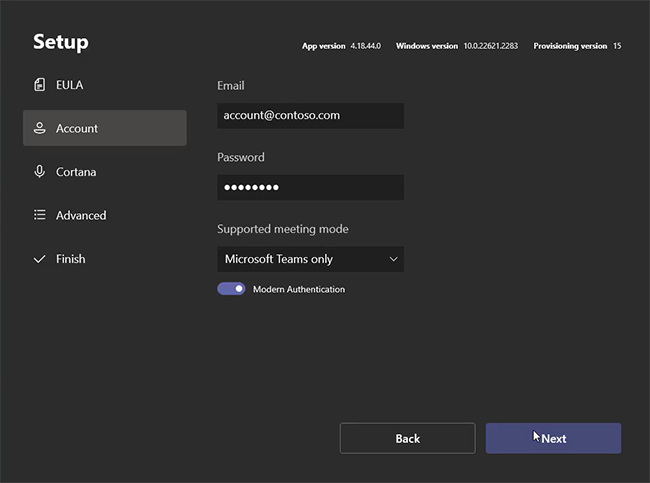 Setup
App version 4.18.44.0 Windows version 10.0.22621.2283 Provisioning version 15
EULA
Account
Cortana
Advanced
Finish
Email
account@contoso.com
Password
••••••••
Supported meeting mode
Microsoft Teams only
Modern Authentication
Back Next